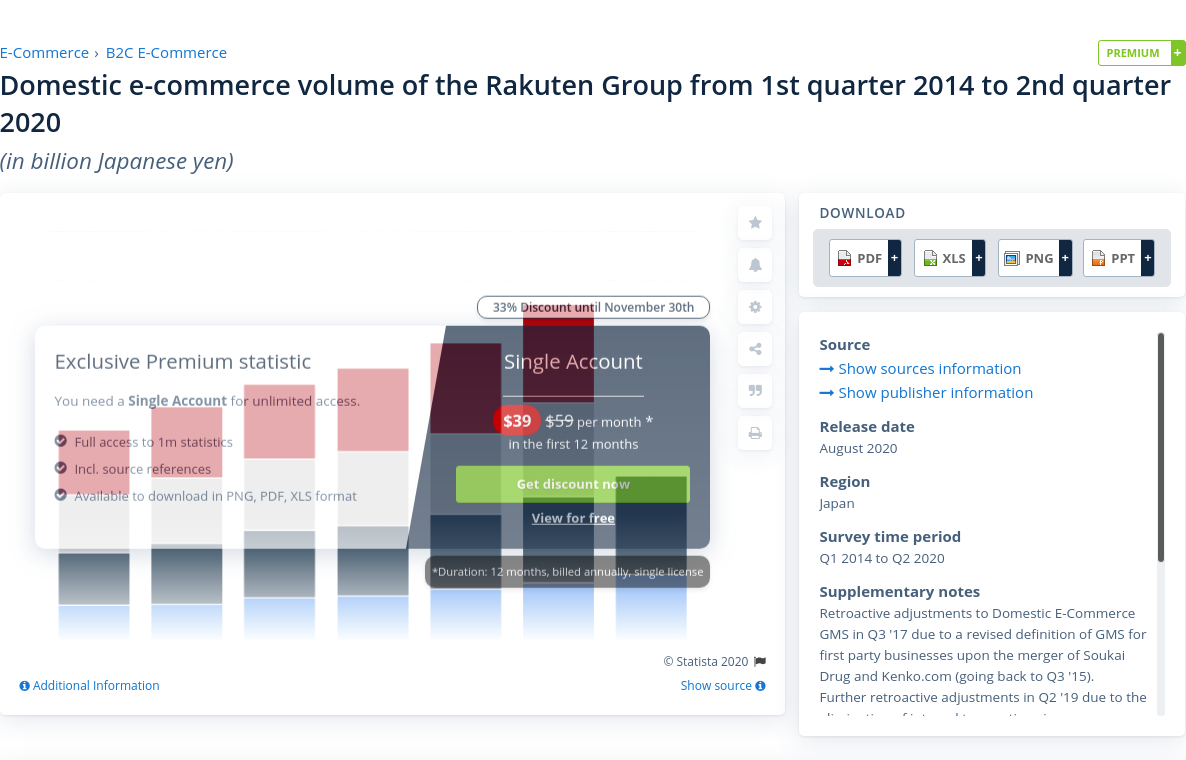 E-Commerce › B2C E-Commerce
PREMIUM +
Domestic e-commerce volume of the Rakuten Group from 1st quarter 2014 to 2nd quarter
2020
(in billion Japanese yen)
33% Discount until November 30th
Exclusive Premium statistic
You need a Single Account for unlimited access.
Full access to 1m statistics
Incl. source references
Available to download in PNG, PDF, XLS format
Single Account
$39 $59 per month *
in the first 12 months
Get discount now
View for free
*Duration: 12 months, billed annually, single license
© Statista 2020
Additional Information
Show source
DOWNLOAD
PDF + XLS + PNG + PPT +
Source
Show sources information
Show publisher information
Release date
August 2020
Region
Japan
Survey time period
Q1 2014 to Q2 2020
Supplementary notes
Retroactive adjustments to Domestic E-Commerce
GMS in Q3 '17 due to a revised definition of GMS for
first party businesses upon the merger of Soukai
Drug and Kenko.com (going back to Q3 '15).
Further retroactive adjustments in Q2 '19 due to the